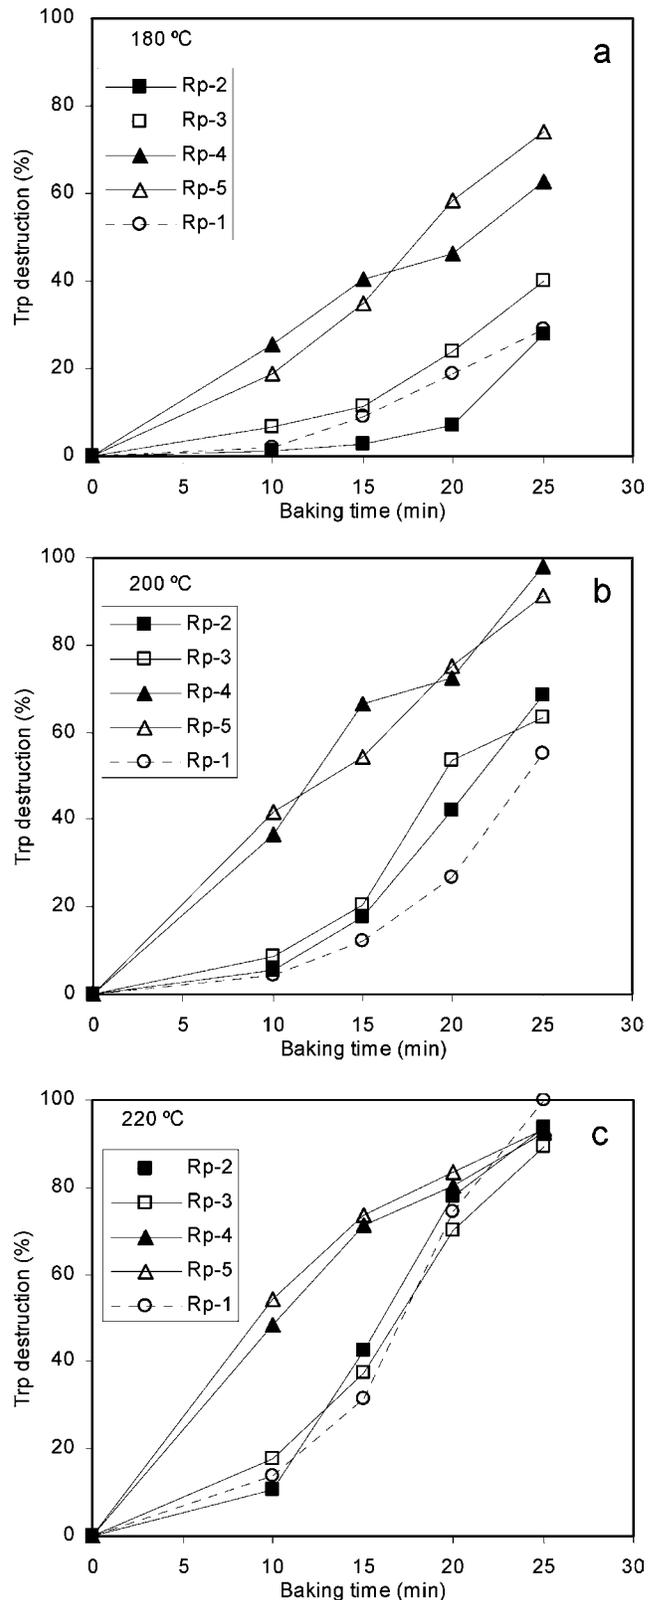 100
180 ºC
a
Rp-2
80
Rp-3
Rp-4
Rp-5
60
Rp-1
Trp destruction (%)
40
20
0
0 5 10 15 20 25 30
Baking time (min)
100
200 ºC
b
Rp-2
80
Rp-3
Rp-4
Rp-5
60
Rp-1
Trp destruction (%)
40
20
0
0 5 10 15 20 25 30
Baking time (min)
100
220 ºC
c
Rp-2
80
Rp-3
Rp-4
Rp-5
60
Rp-1
Trp destruction (%)
40
20
0
0 5 10 15 20 25 30
Baking time (min)